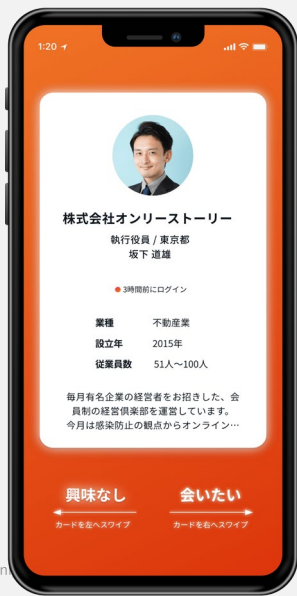 1:20
株式会社オンリーストーリー
執行役員 / 東京都
坂下 道雄
3時間前にログイン
業種 不動産業
設立年 2015年
従業員数 51人〜100人
毎月有名企業の経営者をお招きした、会
員制の経営倶楽部を運営しています。
今月は感染防止の観点からオンライン…
興味なし 会いたい
カードを左へスワイプ カードを右へスワイプ